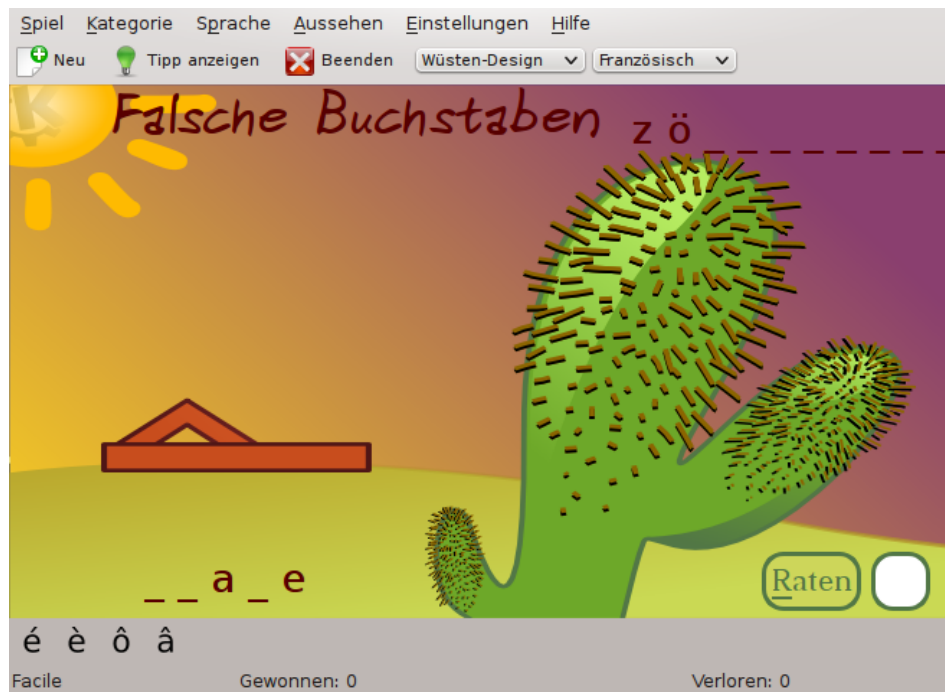 Spiel Kategorie Sprache Aussehen Einstellungen Hilfe
Neu Tipp anzeigen Beenden Wüsten-Design Französisch
Falsche Buchstaben z ö _ _ _ _ _ _ _ _
_ _ a _ e
Raten
é è ô â
Facile Gewonnen: 0 Verloren: 0